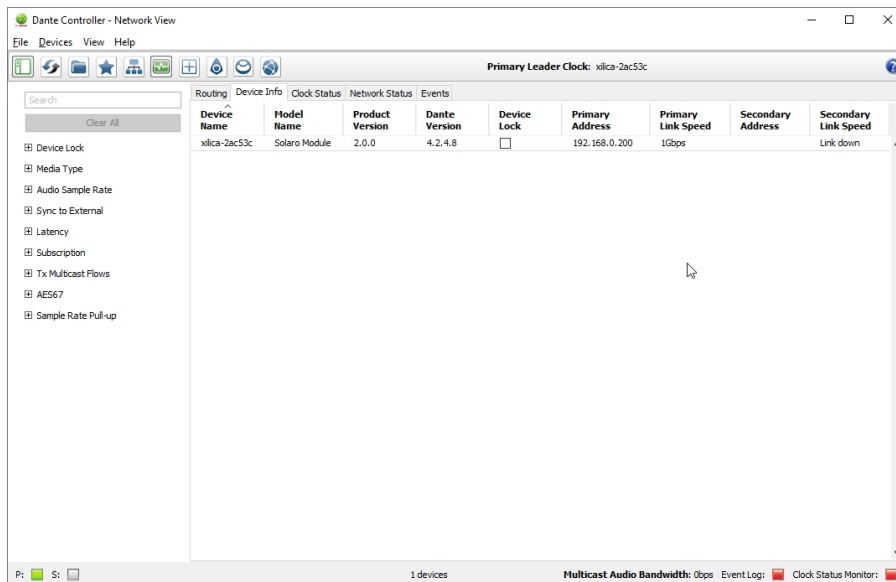 Dante Controller - Network View
File Devices View Help
Primary Leader Clock: xilica-2ac53c
Search
Clear All
Device Lock
Media Type
Audio Sample Rate
Sync to External
Latency
Subscription
Tx Multicast Flows
AES67
Sample Rate Pull-up
Routing Device Info Clock Status Network Status Events
Device Name Model Name Product Version Dante Version Device Lock Primary Address Primary Link Speed Secondary Address Secondary Link Speed
xilica-2ac53c Solaro Module 2.0.0 4.2.4.8 192.168.0.200 1Gbps Link down
P: S: 1 devices Multicast Audio Bandwidth: 0bps Event Log: Clock Status Monitor: